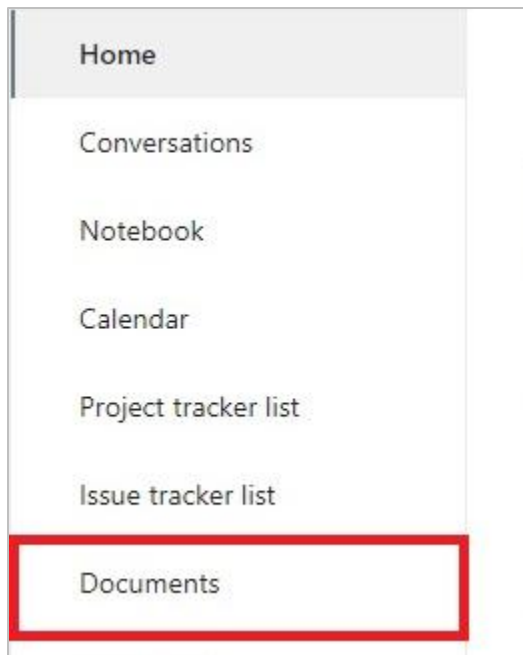 Home
Conversations
Notebook
Calendar
Project tracker list
Issue tracker list
Documents